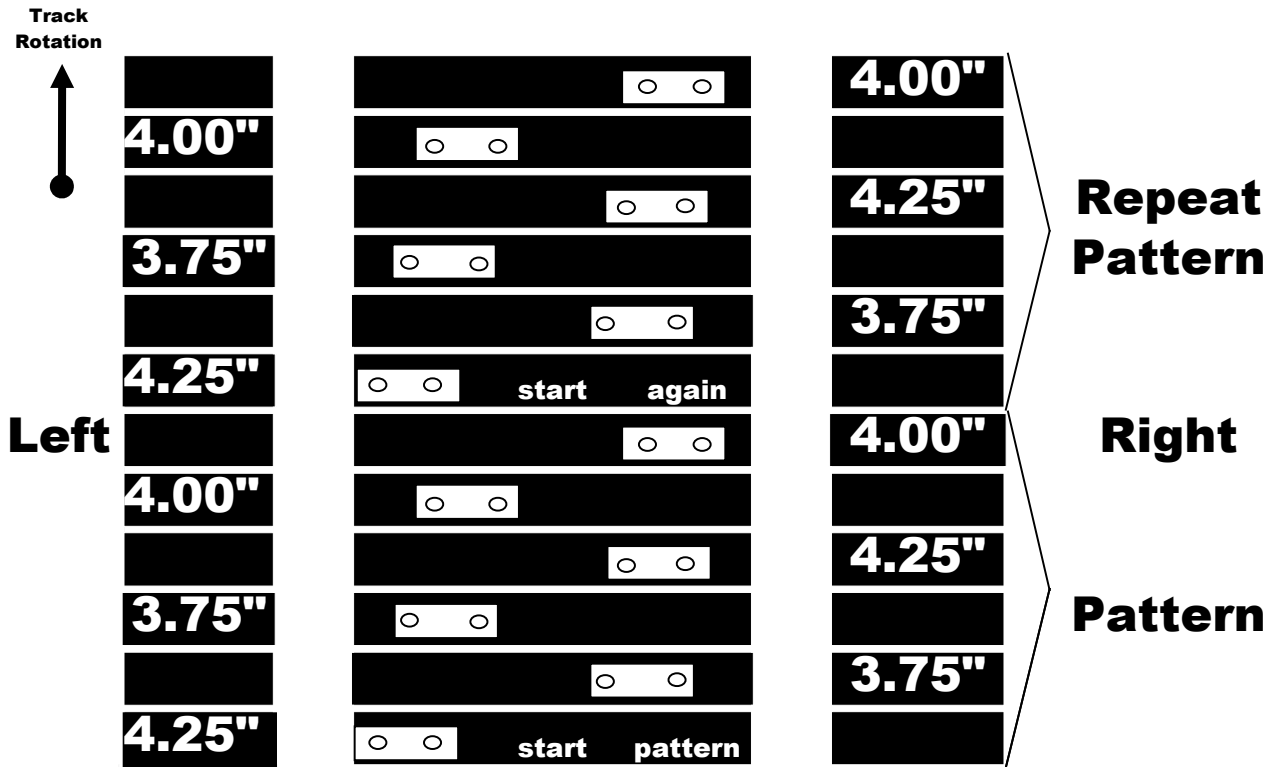 Track
Rotation
4.00"
4.00"
4.25"
Repeat
Pattern
3.75"
3.75"
4.25" start again
Left 4.00" Right
4.00"
4.25"
3.75" Pattern
3.75"
4.25" start pattern